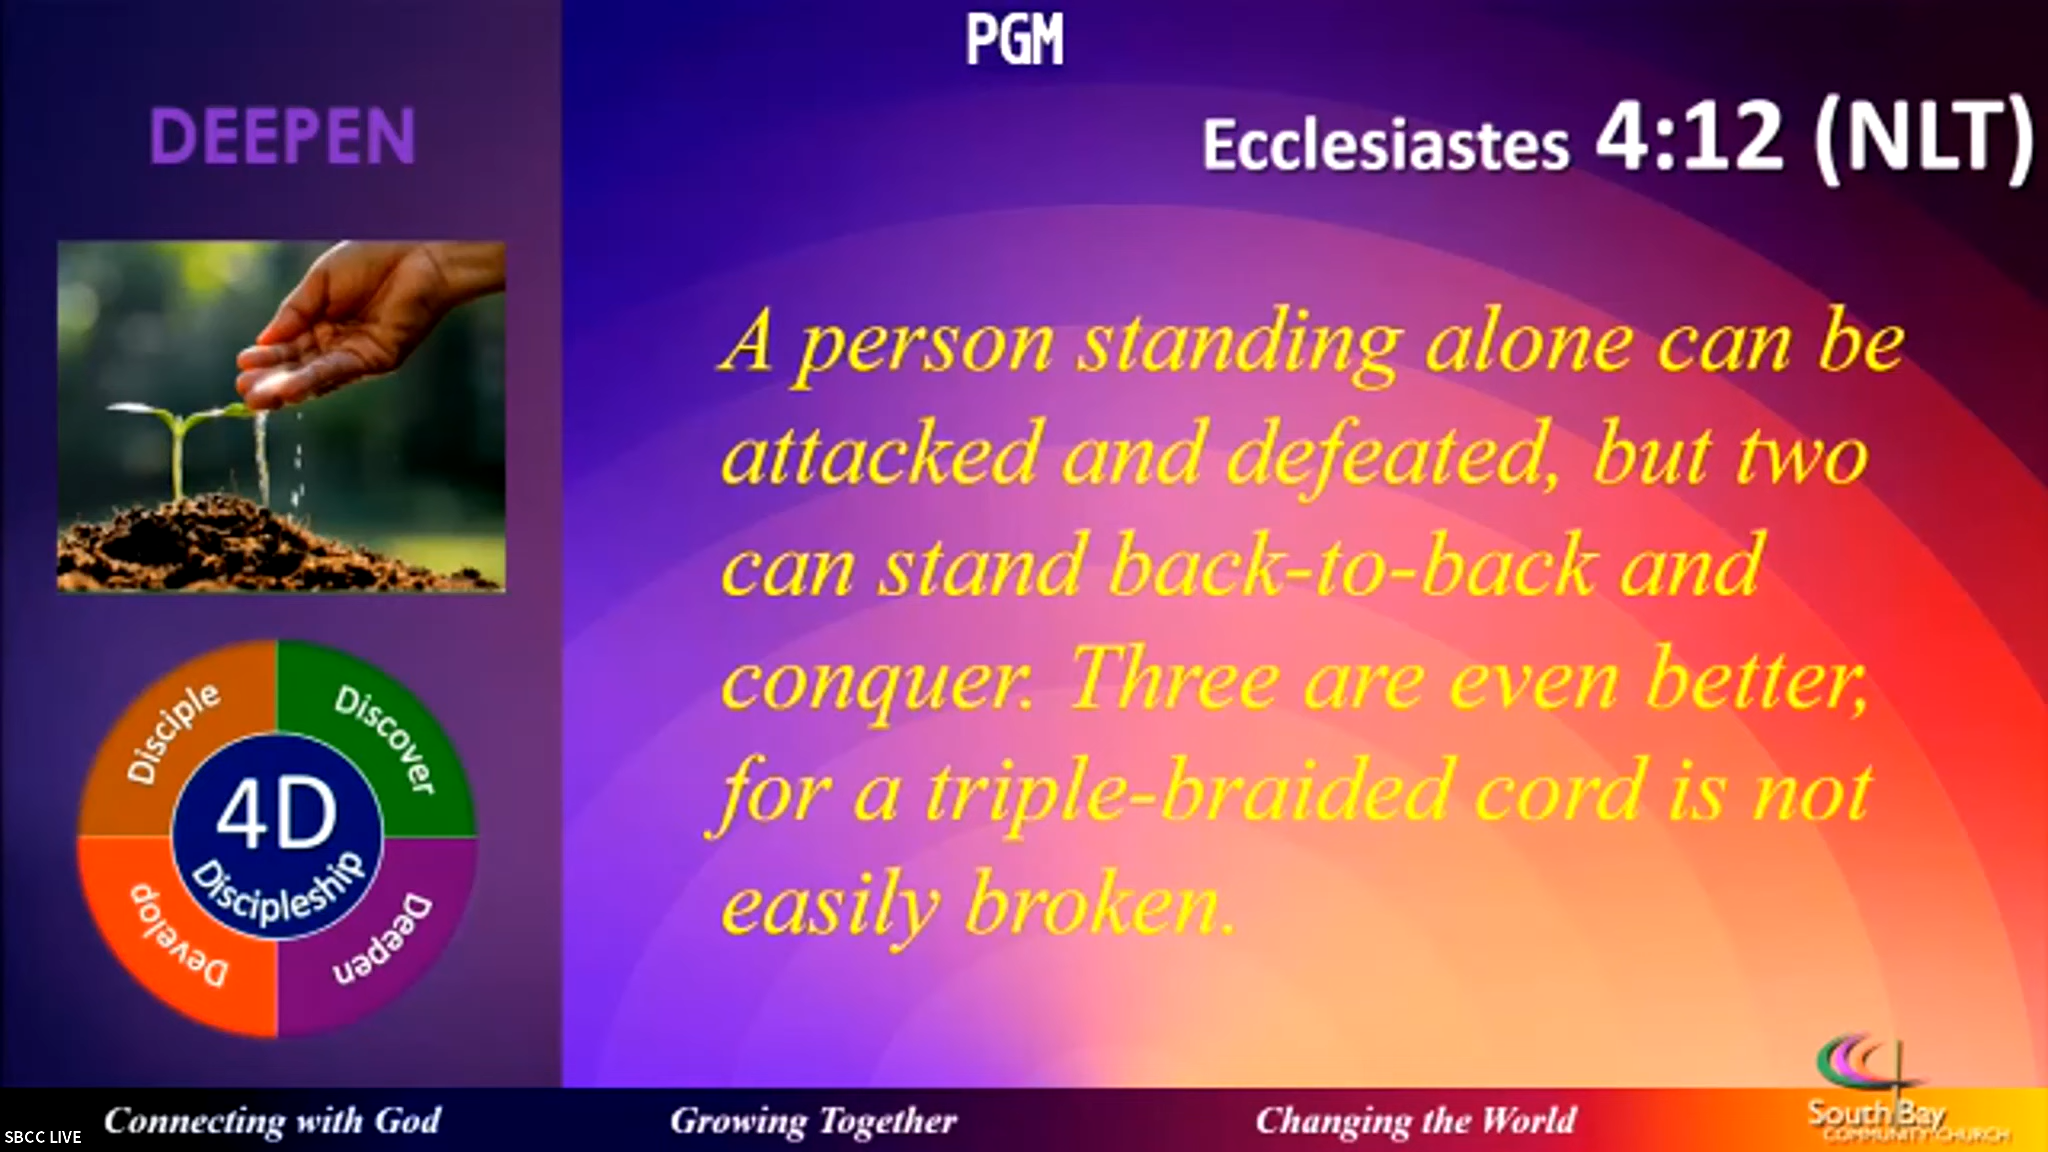 PGM
DEEPEN
Ecclesiastes 4:12 (NLT)
A person standing alone can be
attacked and defeated, but two
can stand back-to-back and
conquer. Three are even better,
for a triple-braided cord is not
easily broken.
Disciple
Discover
4D
Discipleship
Develop
Deepen
Connecting with God
Growing Together
Changing the World
South Bay
COMMUNITY CHURCH
SBCC LIVE